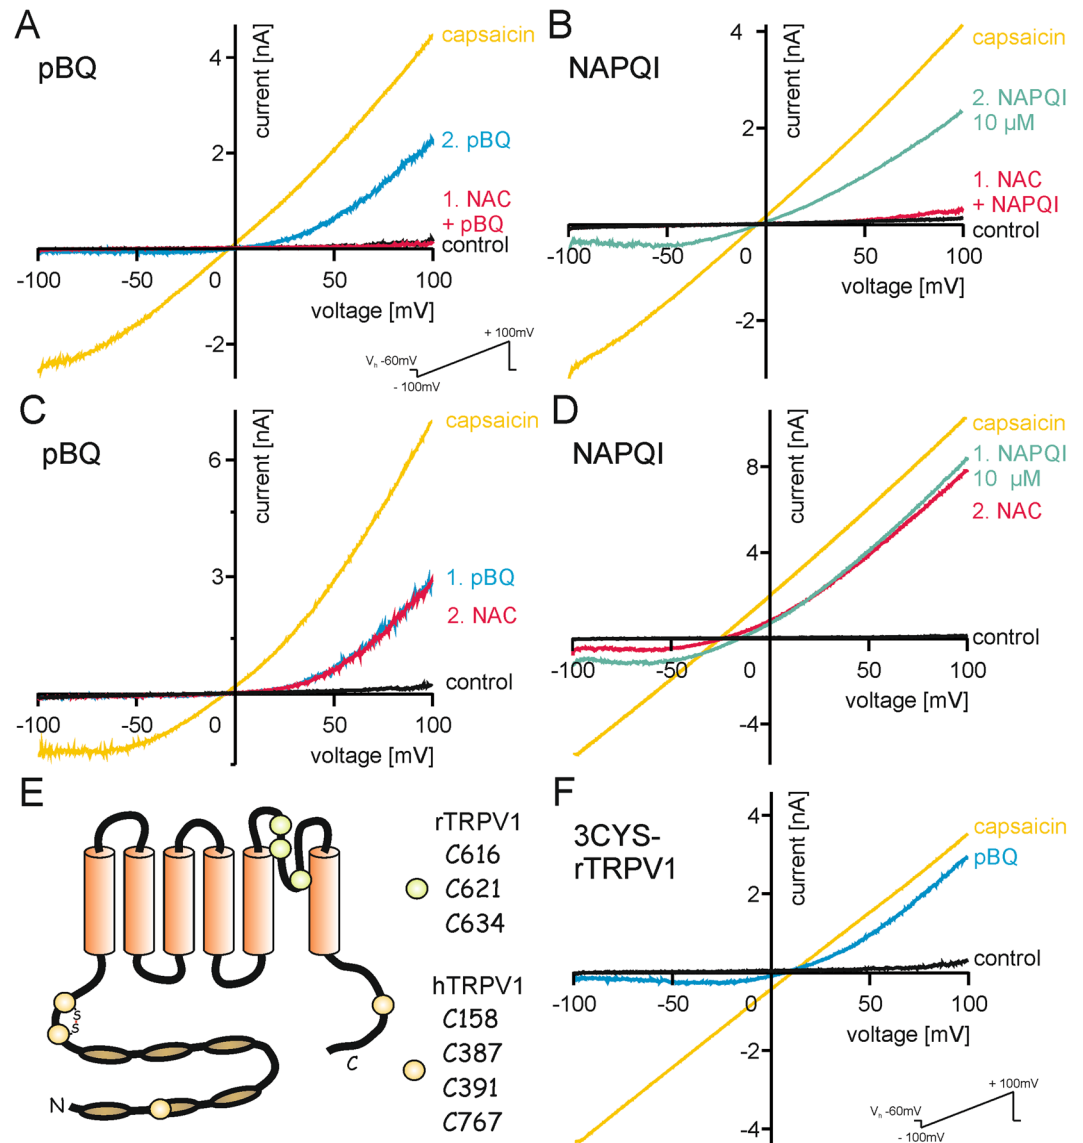 A
pBQ
current [nA]
capsaicin
4
2. pBQ
2
1. NAC
+ pBQ
control
-100
-50
0
50
100
voltage [mV]
-2
+ 100mV
Vh -60mV
- 100mV
B
NAPQI
current [nA]
4
capsaicin
2. NAPQI
10 µM
2
1. NAC
+ NAPQI
control
-100
-50
0
50
100
voltage [mV]
-2
C
pBQ
current [nA]
capsaicin
6
3
1. pBQ
2. NAC
control
-100
-50
0
50
100
voltage [mV]
D
NAPQI
current [nA]
capsaicin
1. NAPQI
10 µM
8
2. NAC
4
control
-100
-50
0
50
100
voltage [mV]
-4
E
rTRPV1
C616
C621
C634
hTRPV1
C158
C387
C391
C767
S
S
N
C
F
3CYS-
rTRPV1
current [nA]
4
capsaicin
pBQ
2
control
-100
-50
0
50
100
voltage [mV]
-2
-4
+ 100mV
Vh -60mV
- 100mV